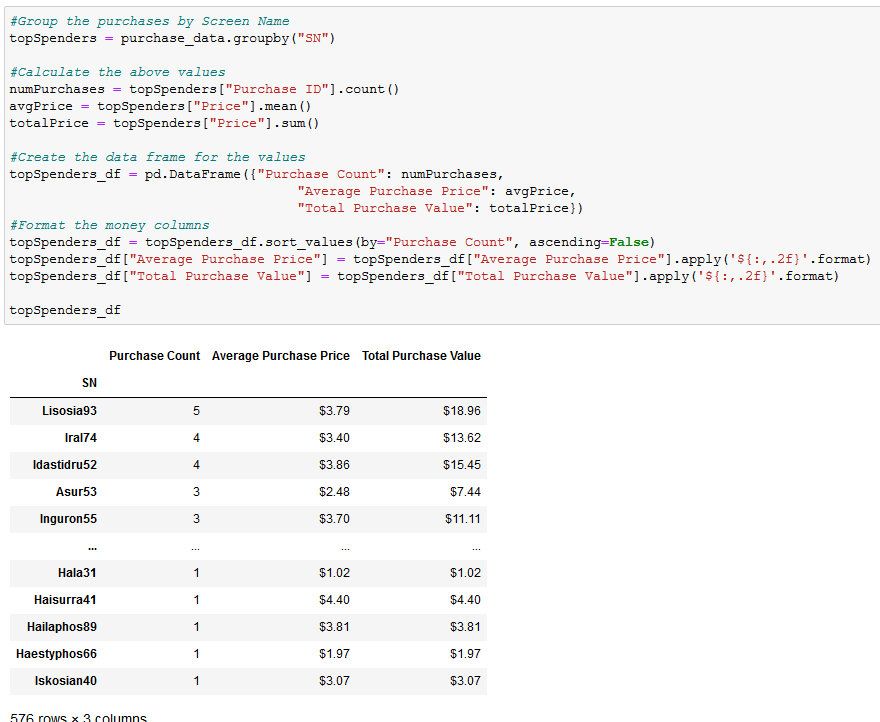 #Group the purchases by Screen Name
topSpenders = purchase_data.groupby("SN")
#Calculate the above values
numPurchases = topSpenders["Purchase ID"].count()
avgPrice = topSpenders["Price"].mean()
totalPrice = topSpenders["Price"].sum()
#Create the data frame for the values
topSpenders_df = pd.DataFrame({"Purchase Count": numPurchases,
"Average Purchase Price": avgPrice,
"Total Purchase Value": totalPrice})
#Format the money columns
topSpenders_df = topSpenders_df.sort_values(by="Purchase Count", ascending=False)
topSpenders_df["Average Purchase Price"] = topSpenders_df["Average Purchase Price"].apply('${:,.2f}'.format)
topSpenders_df["Total Purchase Value"] = topSpenders_df["Total Purchase Value"].apply('${:,.2f}'.format)
topSpenders_df
Purchase Count Average Purchase Price Total Purchase Value
SN
Lisosia93 5 $3.79 $18.96
Iral74 4 $3.40 $13.62
Idastidru52 4 $3.86 $15.45
Asur53 3 $2.48 $7.44
Inguron55 3 $3.70 $11.11
... ... ... ...
Hala31 1 $1.02 $1.02
Haisurra41 1 $4.40 $4.40
Hailaphos89 1 $3.81 $3.81
Haestyphos66 1 $1.97 $1.97
Iskosian40 1 $3.07 $3.07
576 rows × 3 columns